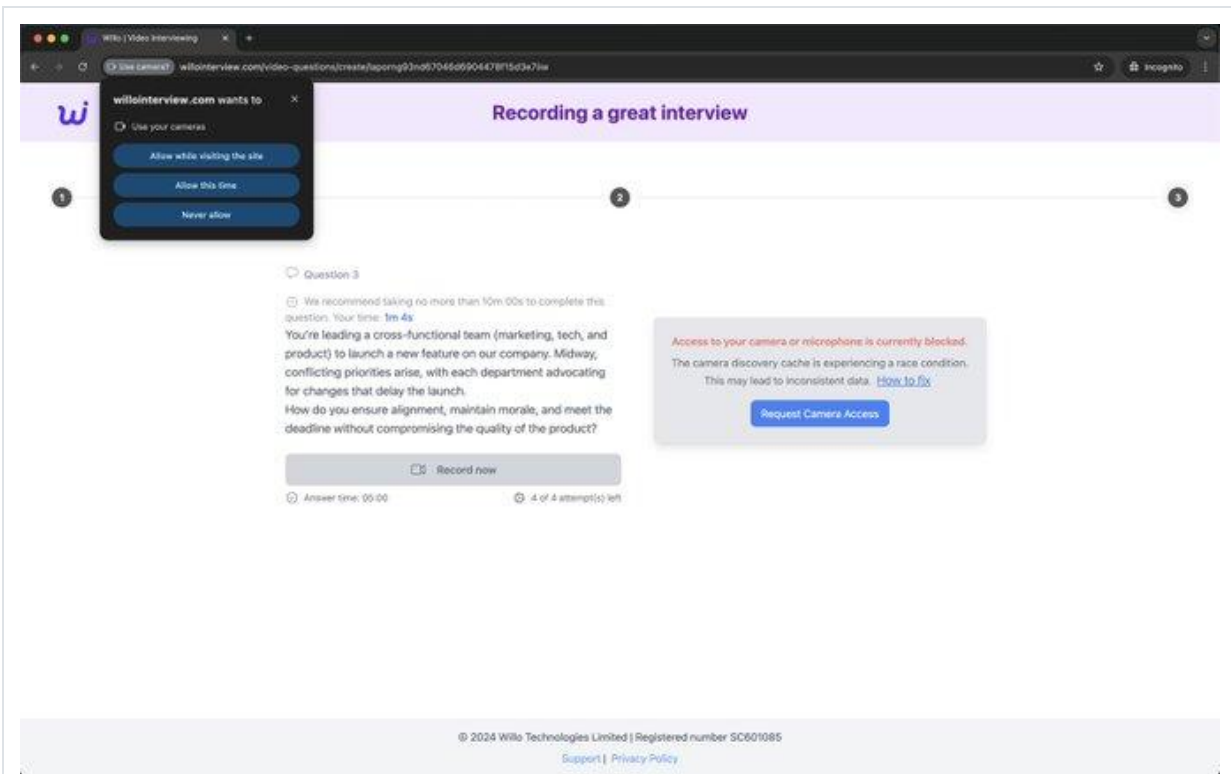 Willo | Video Interviewing
Use camera?
Incognito
willointerview.com wants to
Use your cameras
Allow while visiting the site
Allow this time
Never allow
wi
Recording a great interview
1
2
3
Question 3
We recommend taking no more than 10m 00s to complete this
question. Your time: 1m 4s
You're leading a cross-functional team (marketing, tech, and
product) to launch a new feature on our company. Midway,
conflicting priorities arise, with each department advocating
for changes that delay the launch.
How do you ensure alignment, maintain morale, and meet the
deadline without compromising the quality of the product?
Record now
Answer time: 05:00
4 of 4 attempt(s) left
Access to your camera or microphone is currently blocked.
The camera discovery cache is experiencing a race condition.
This may lead to inconsistent data. How to fix
Request Camera Access
© 2024 Willo Technologies Limited | Registered number SC601085
Support | Privacy Policy